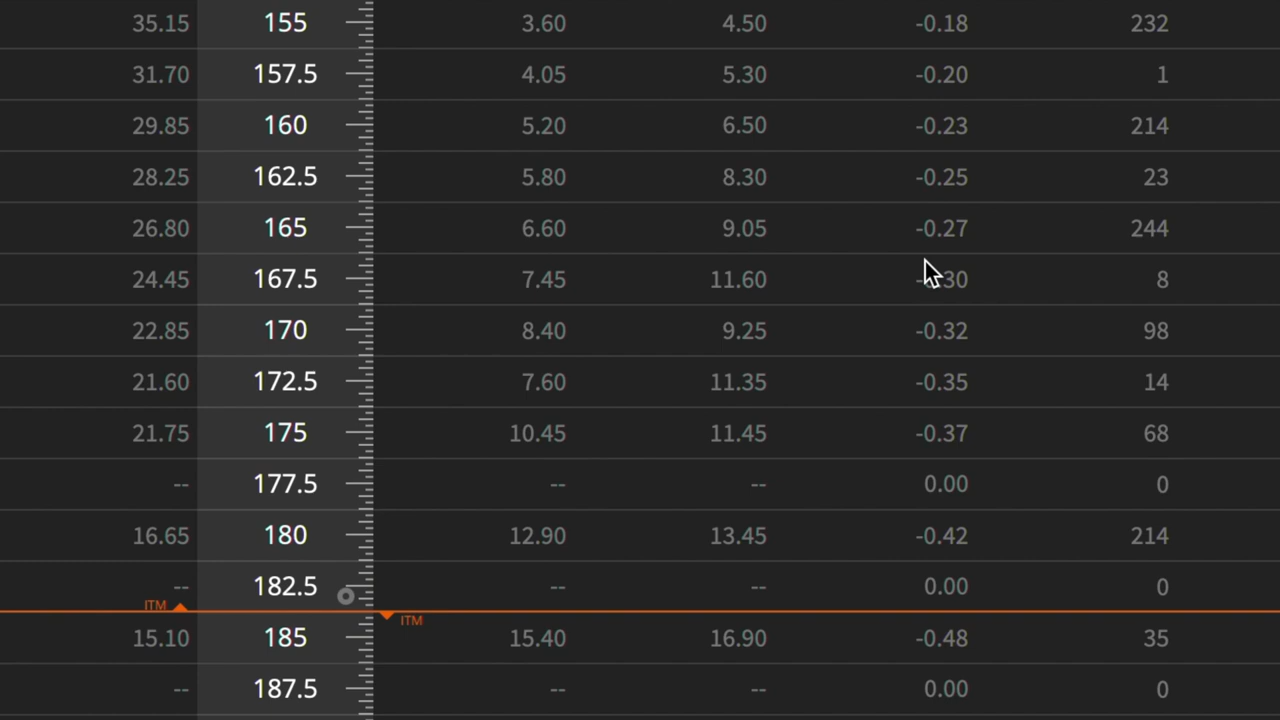 35.15 155 3.60 4.50 -0.18 232
31.70 157.5 4.05 5.30 -0.20 1
29.85 160 5.20 6.50 -0.23 214
28.25 162.5 5.80 8.30 -0.25 23
26.80 165 6.60 9.05 -0.27 244
24.45 167.5 7.45 11.60 8
22.85 170 8.40 9.25 -0.32 98
21.60 172.5 7.60 11.35 -0.35 14
21.75 175 10.45 11.45 -0.37 68
-- 177.5 -- -- 0.00 0
16.65 180 12.90 13.45 -0.42 214
-- 182.5 -- -- 0.00 0
ITM
ITM
15.10 185 15.40 16.90 -0.48 35
-- 187.5 -- -- 0.00 0